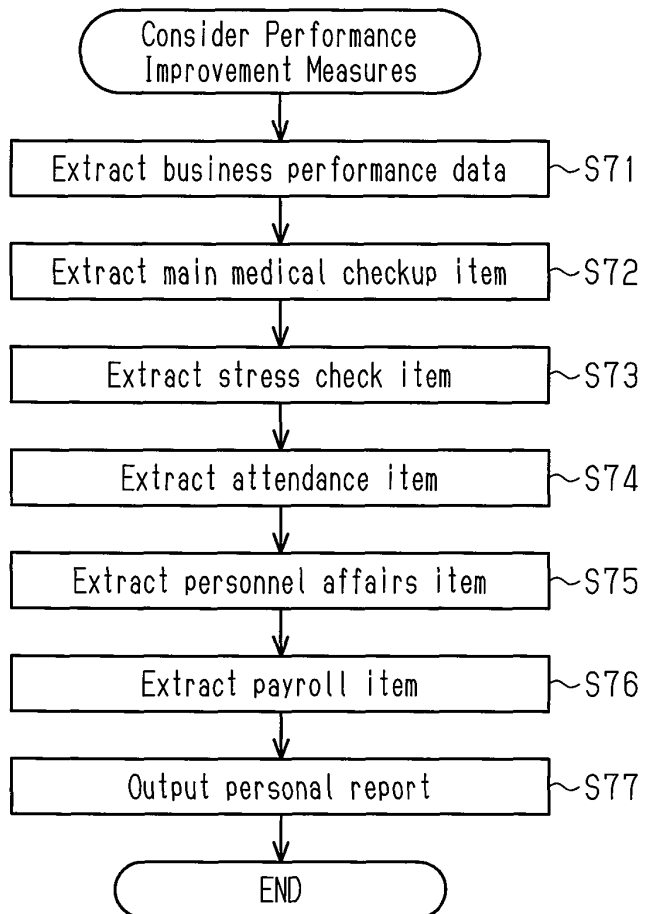 Consider Performance
Improvement Measures
Extract business performance data S71
Extract main medical checkup item S72
Extract stress check item S73
Extract attendance item S74
Extract personnel affairs item S75
Extract payroll item S76
Output personal report S77
END